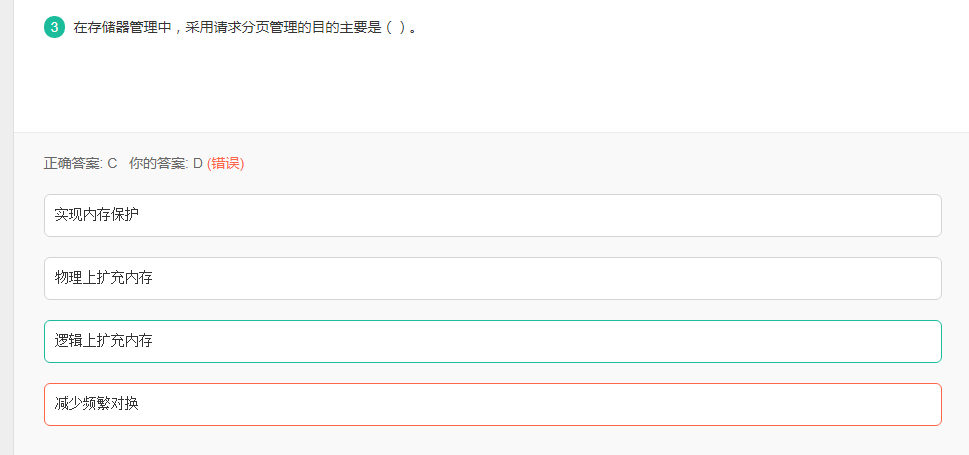 3 在存储器管理中，采用请求分页管理的目的主要是 ( ) 。
正确答案: C 你的答案: D (错误)
实现内存保护
物理上扩充内存
逻辑上扩充内存
减少频繁对换